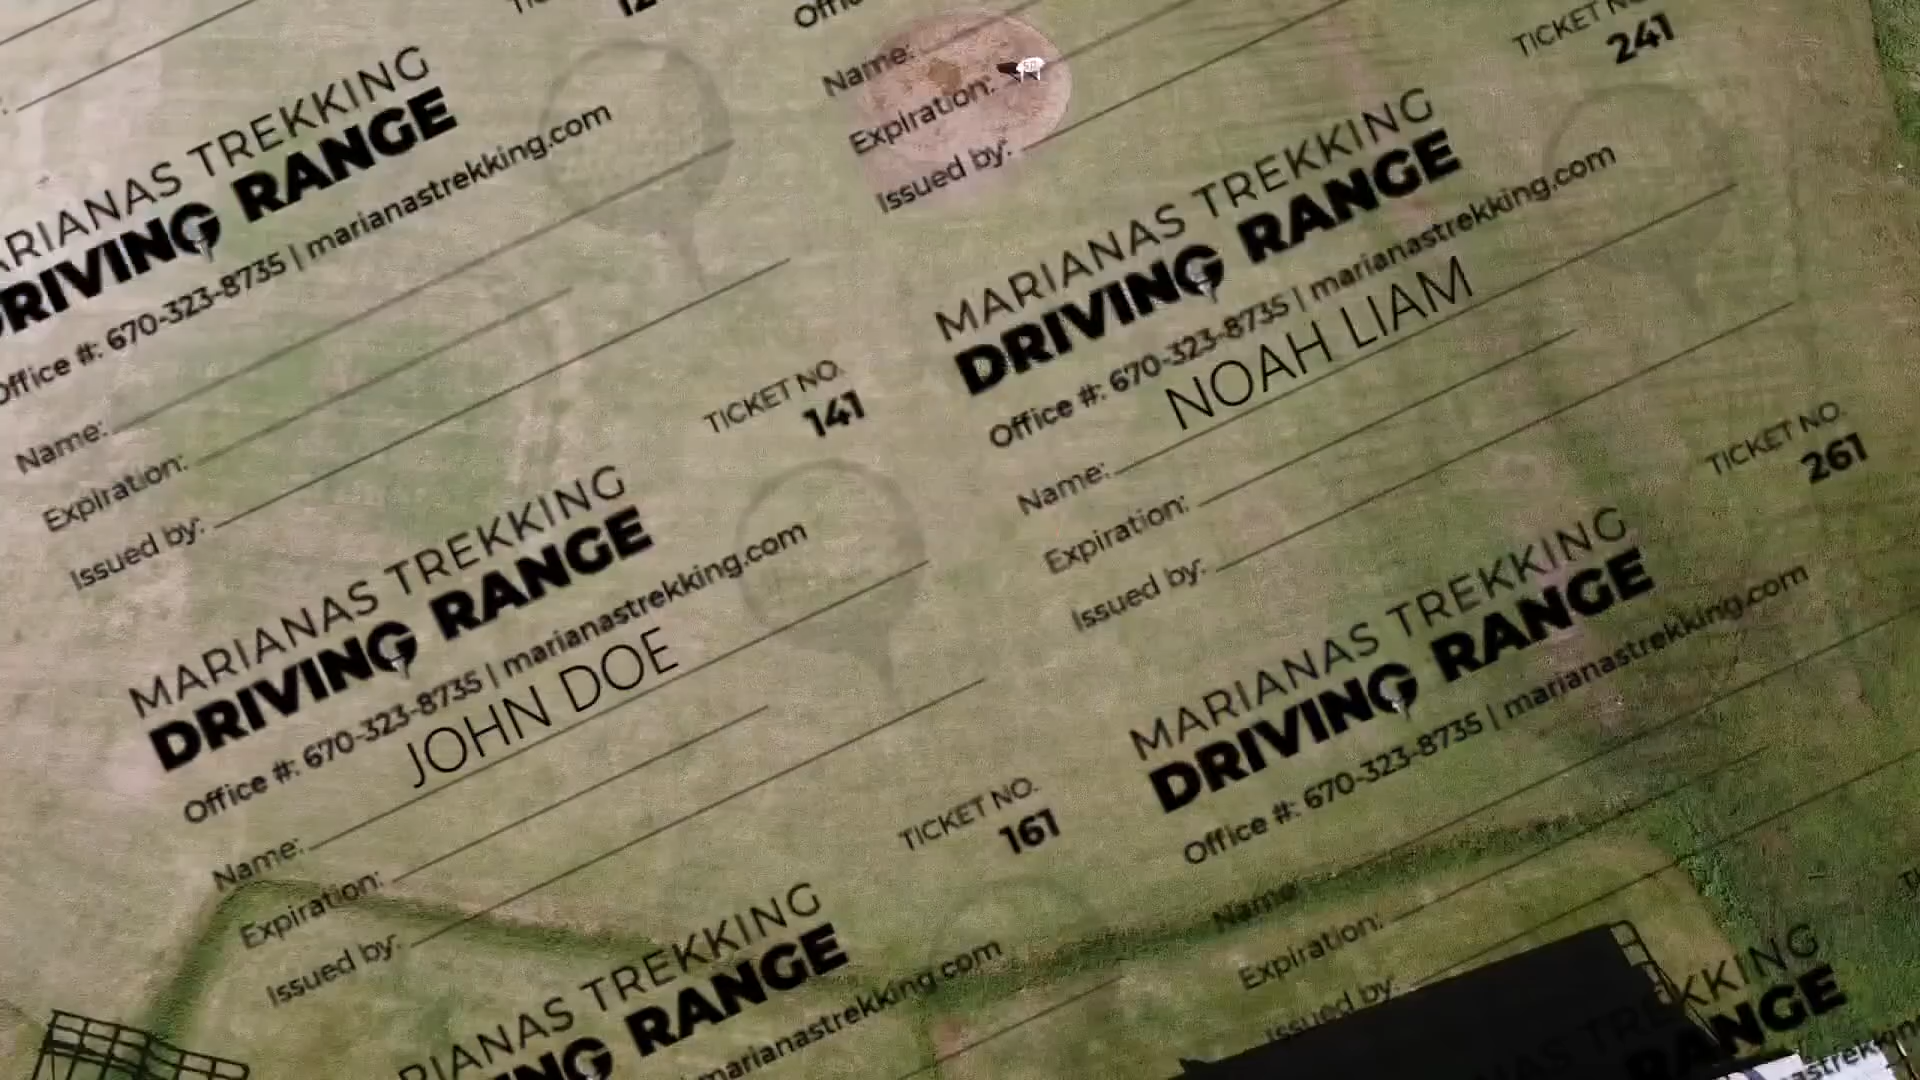 MARIANAS TREKKING
DRIVING RANGE
Office #: 670-323-8735 | marianastrekking.com
Name:
Expiration:
Issued by:
Name:
Expiration:
Issued by:
50
TICKET NO.
141
MARIANAS TREKKING
DRIVING RANGE
Office #: 670-323-8735 | marianastrekking.com
JOHN DOE
Name:
Expiration:
Issued by:
TICKET NO.
241
MARIANAS TREKKING
DRIVING RANGE
Office #: 670-323-8735 | marianastrekking.com
NOAH LIAM
Name:
Expiration:
Issued by:
TICKET NO.
161
MARIANAS TREKKING
DRIVING RANGE
marianastrekking.com
TICKET NO.
261
MARIANAS TREKKING
DRIVING RANGE
Office #: 670-323-8735 | marianastrekking.com
Name:
Expiration:
Issued by:
TREKKING
RANGE